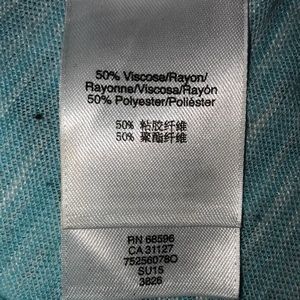 50% Viscose/Rayon/
Rayonne/Viscosa/Rayón
50% Polyester/Poliéster
50% 粘胶纤维
50% 聚酯纤维
RN 68596
CA 31127
75256078O
SU15
3826